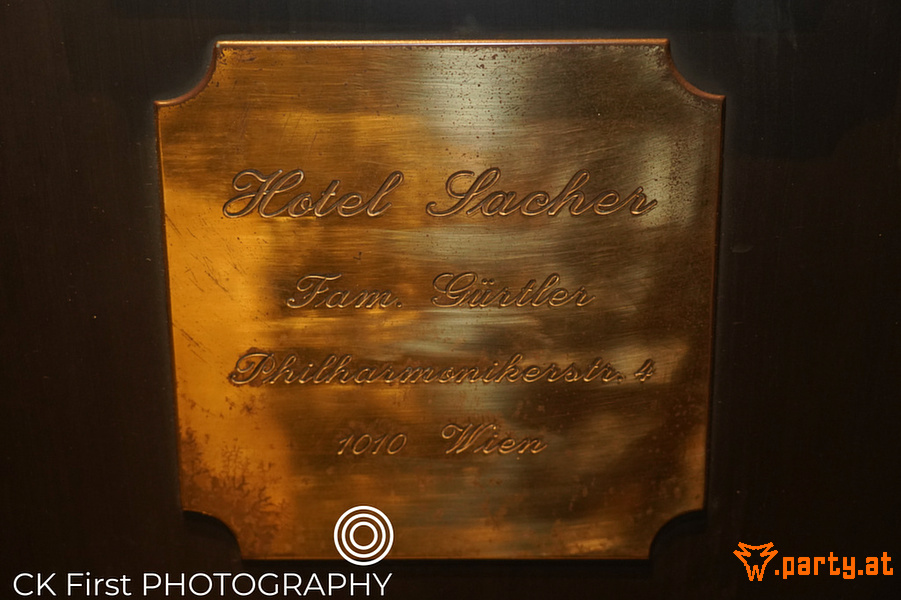 Hotel Sacher
Fam. Gürtler
Philharmonikerstr. 4
1010 Wien
CK First PHOTOGRAPHY
W.party.at